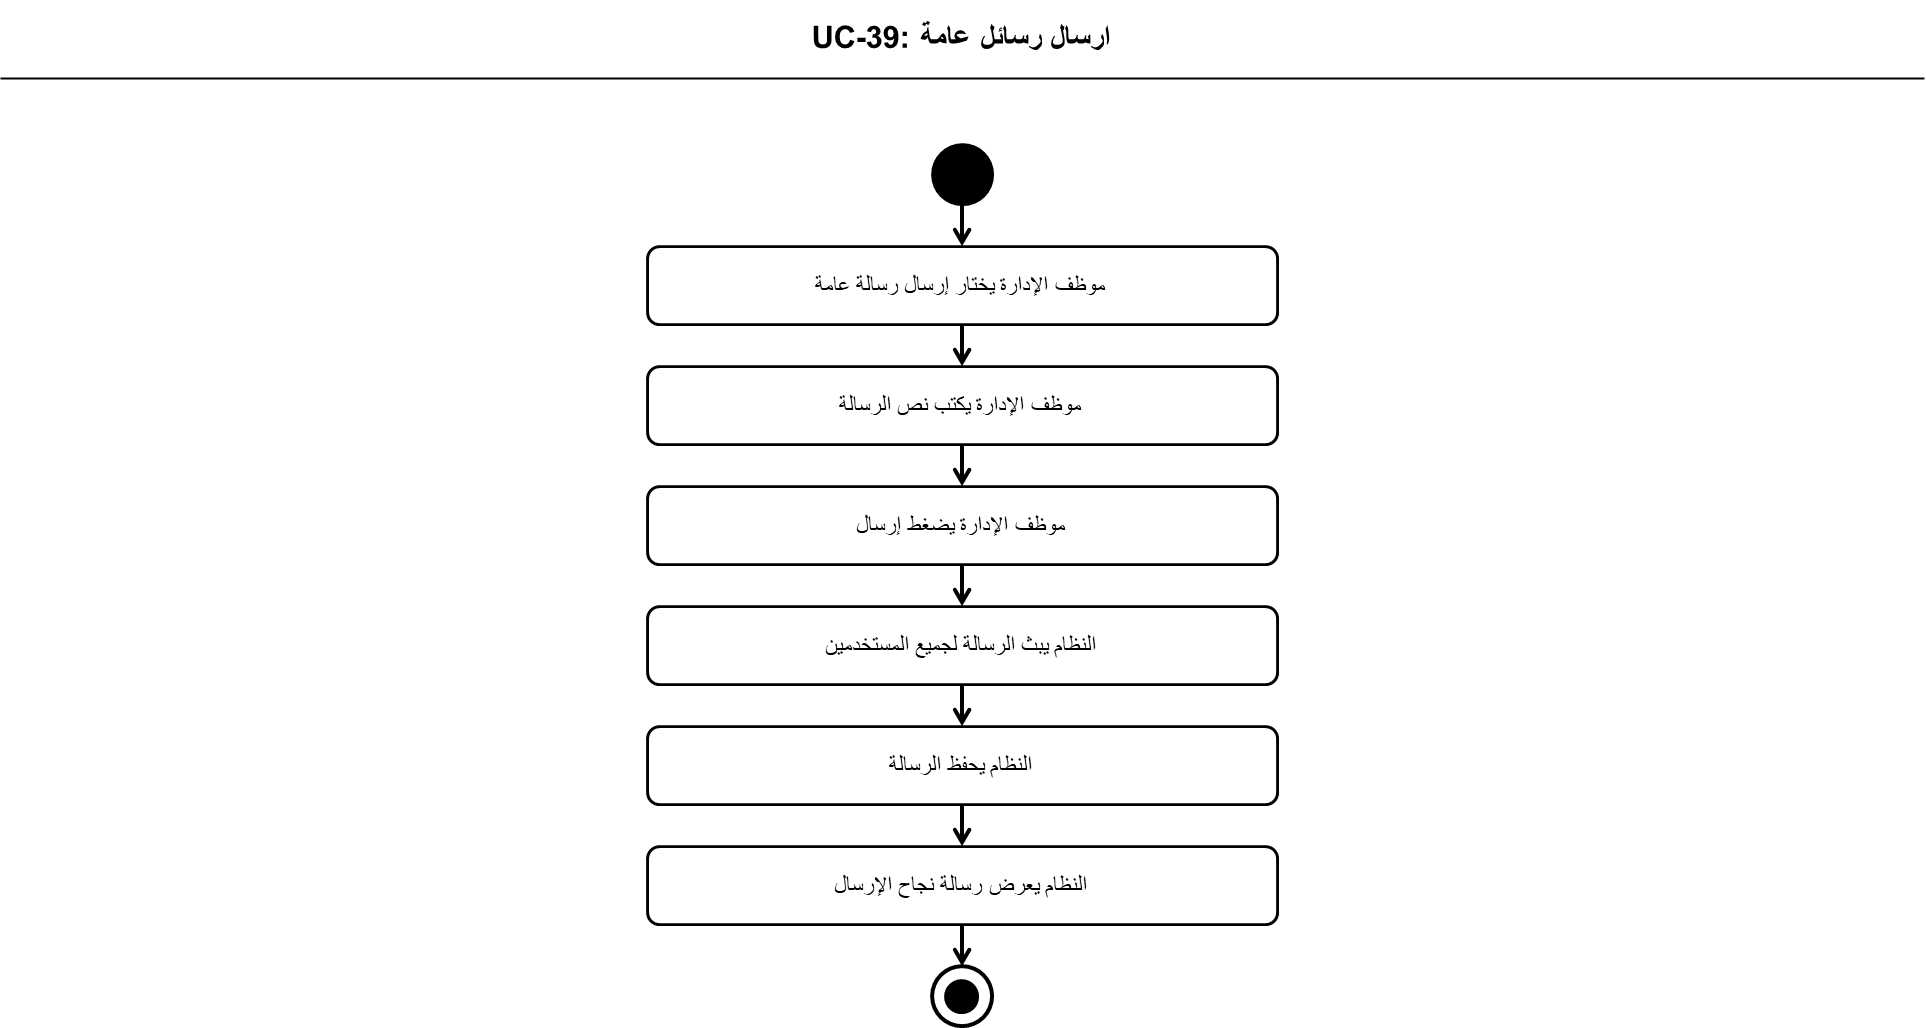 UC-39: ارسال رسائل عامة
موظف الإدارة يختار إرسال رسالة عامة
موظف الإدارة يكتب نص الرسالة
موظف الإدارة يضغط إرسال
النظام يبث الرسالة لجميع المستخدمين
النظام يحفظ الرسالة
النظام يعرض رسالة نجاح الإرسال